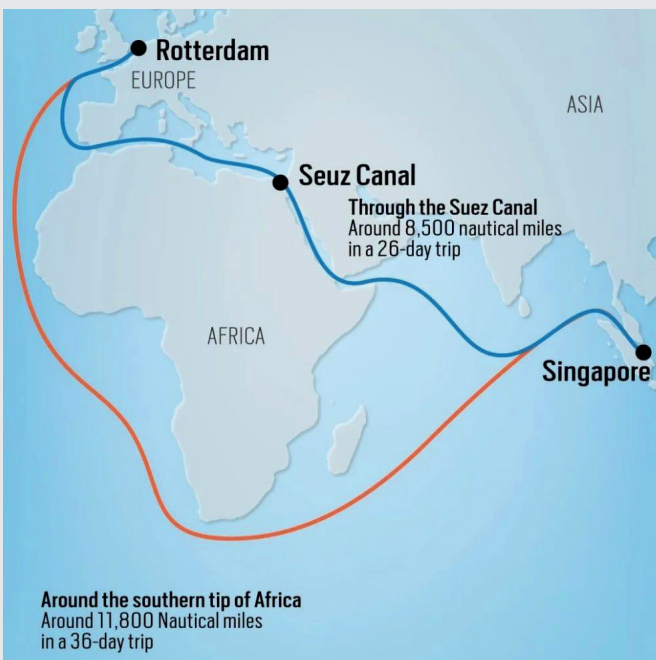 Rotterdam
EUROPE
ASIA
Seuz Canal
Through the Suez Canal
Around 8,500 nautical miles
in a 26-day trip
AFRICA
Singapore
Around the southern tip of Africa
Around 11,800 Nautical miles
in a 36-day trip